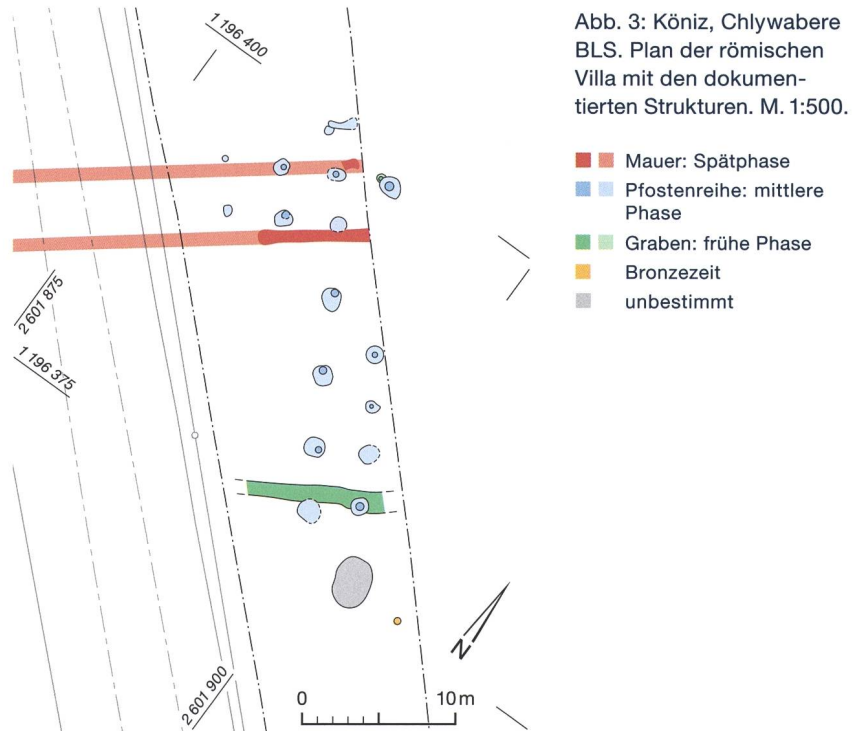 Abb. 3: Köniz, Chlywabere
BLS. Plan der römischen
Villa mit den dokumen-
tierten Strukturen. M. 1:500.
Mauer: Spätphase
Pfostenreihe: mittlere
Phase
Graben: frühe Phase
Bronzezeit
unbestimmt
1 196 400
2 601 875
1 196 375
2 601 900
N
0 10 m